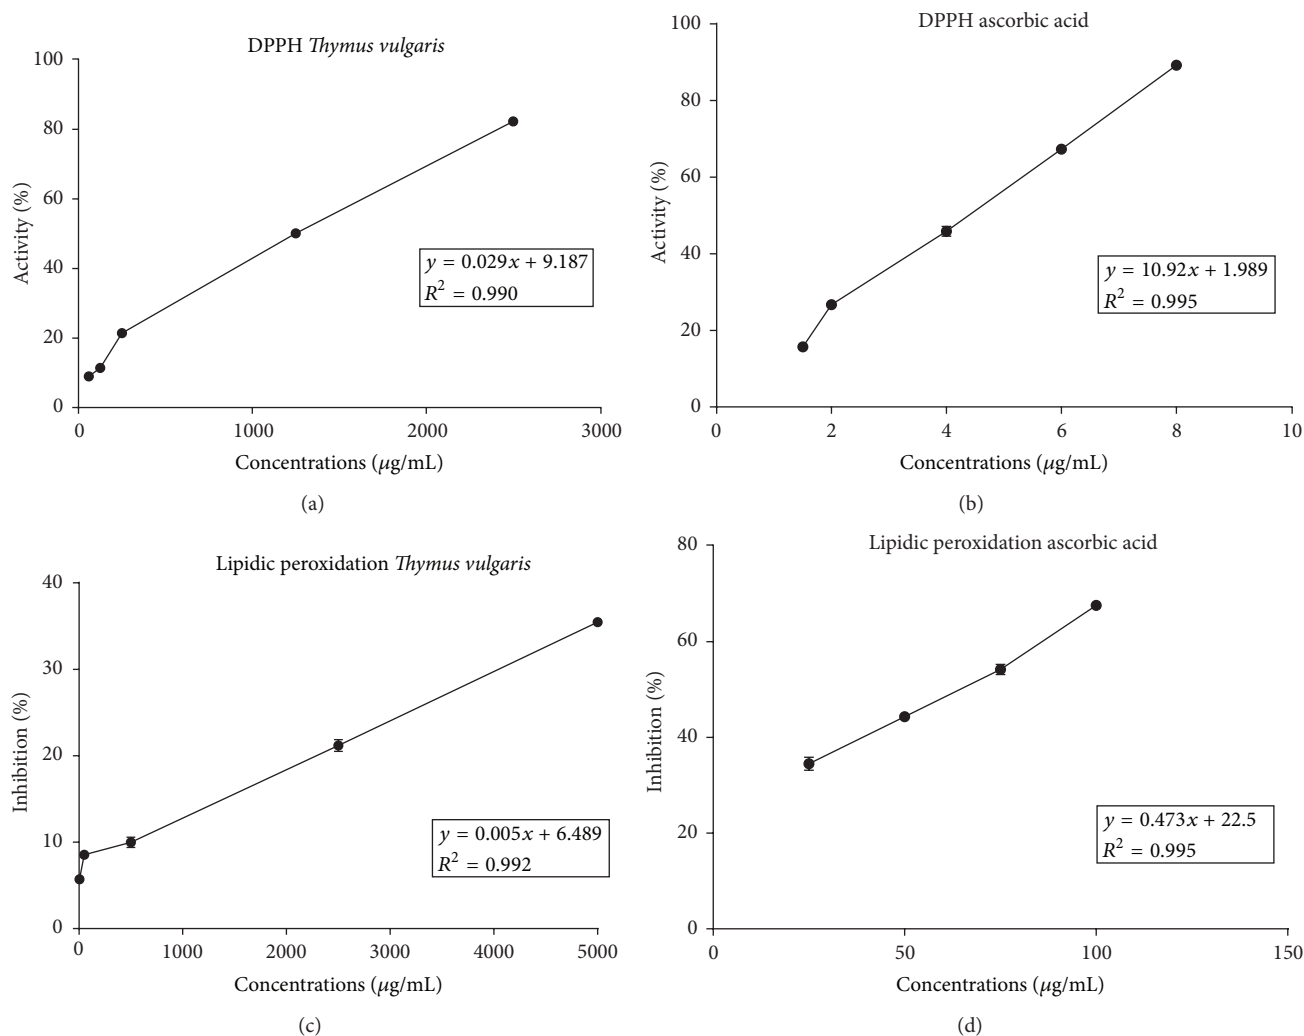 DPPH Thymus vulgaris
100
80
60
40
20
0
Activity (%)
y = 0.029x + 9.187
R² = 0.990
0 1000 2000 3000
Concentrations (μg/mL)
(a)
DPPH ascorbic acid
100
80
60
40
20
0
Activity (%)
y = 10.92x + 1.989
R² = 0.995
0 2 4 6 8 10
Concentrations (μg/mL)
(b)
Lipidic peroxidation Thymus vulgaris
40
30
20
10
0
Inhibition (%)
y = 0.005x + 6.489
R² = 0.992
0 1000 2000 3000 4000 5000
Concentrations (μg/mL)
(c)
Lipidic peroxidation ascorbic acid
80
60
40
20
0
Inhibition (%)
y = 0.473x + 22.5
R² = 0.995
0 50 100 150
Concentrations (μg/mL)
(d)